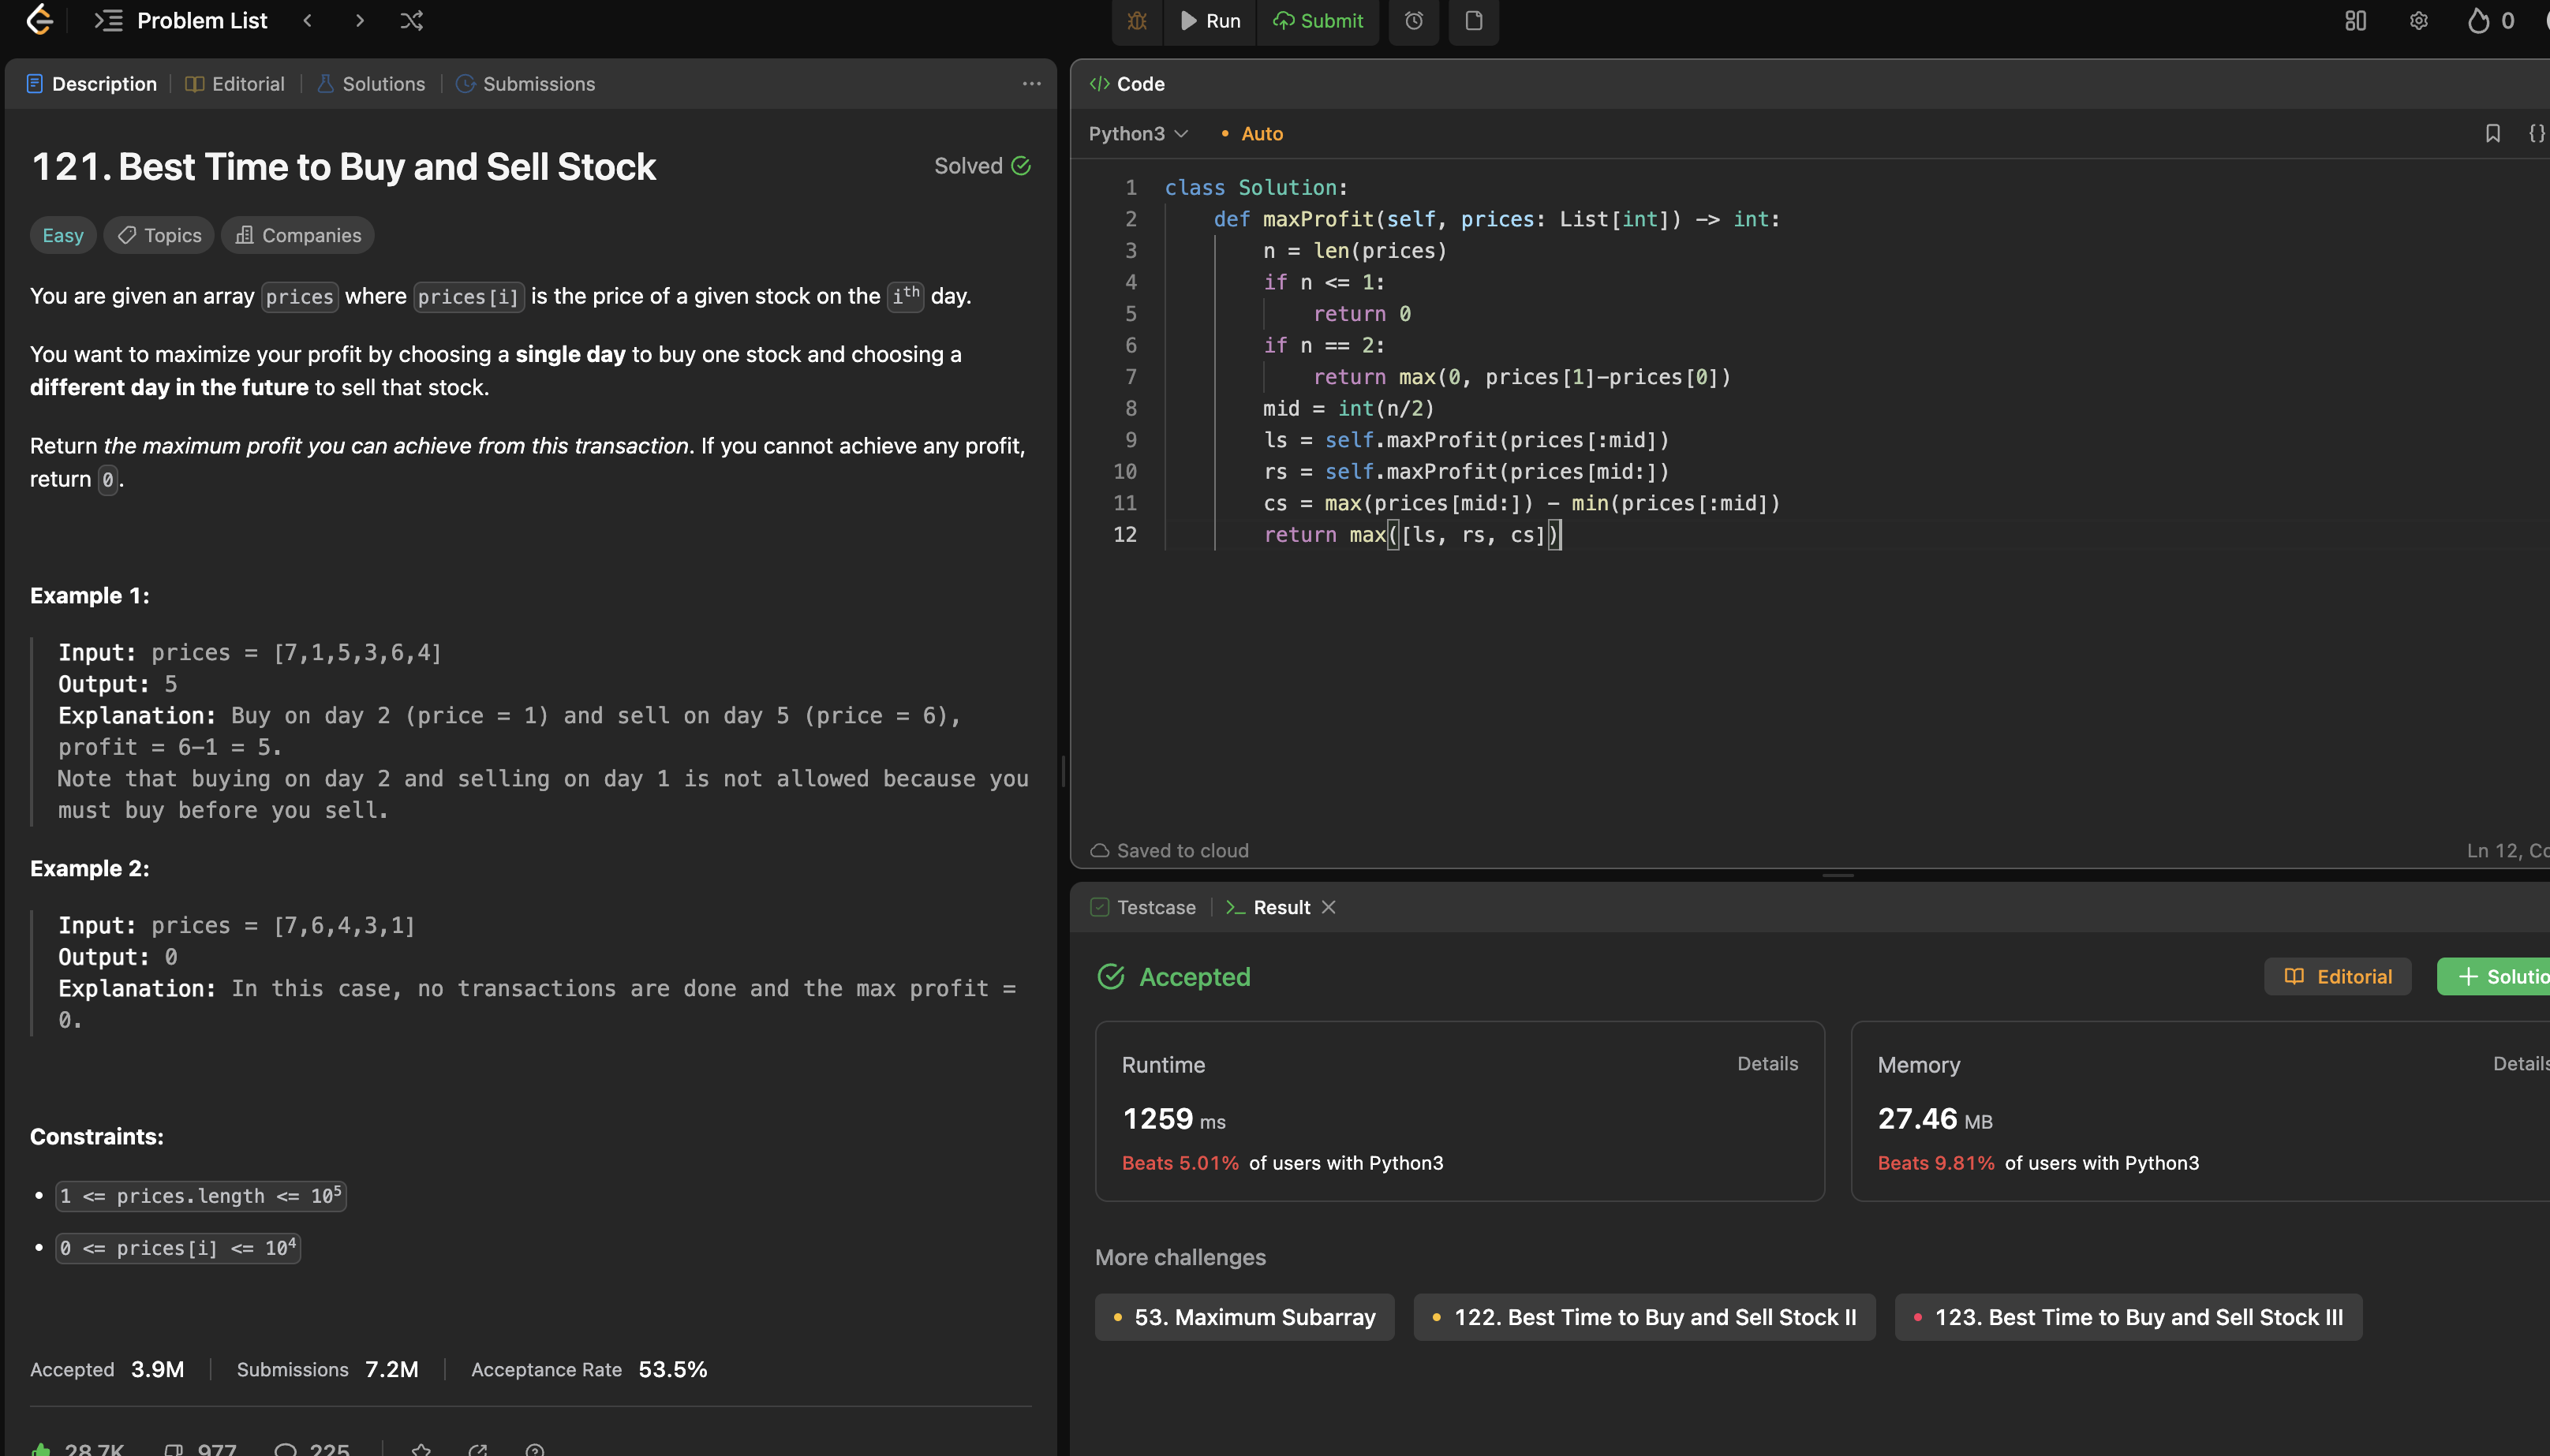 Problem List
Run
Submit
0
Description
Editorial
Solutions
Submissions
121. Best Time to Buy and Sell Stock
Solved
Easy
Topics
Companies
You are given an array prices where prices[i] is the price of a given stock on the ith day.
You want to maximize your profit by choosing a single day to buy one stock and choosing a
different day in the future to sell that stock.
Return the maximum profit you can achieve from this transaction. If you cannot achieve any profit,
return 0.
Example 1:
Input: prices = [7,1,5,3,6,4]
Output: 5
Explanation: Buy on day 2 (price = 1) and sell on day 5 (price = 6),
profit = 6-1 = 5.
Note that buying on day 2 and selling on day 1 is not allowed because you
must buy before you sell.
Example 2:
Input: prices = [7,6,4,3,1]
Output: 0
Explanation: In this case, no transactions are done and the max profit =
0.
Constraints:
• 1 <= prices.length <= 10^5
• 0 <= prices[i] <= 10^4
Accepted 3.9M
Submissions 7.2M
Acceptance Rate 53.5%
28.7K
977
225
</> Code
Python3
• Auto
{}
1 class Solution:
2 def maxProfit(self, prices: List[int]) -> int:
3 n = len(prices)
4 if n <= 1:
5 return 0
6 if n == 2:
7 return max(0, prices[1]-prices[0])
8 mid = int(n/2)
9 ls = self.maxProfit(prices[:mid])
10 rs = self.maxProfit(prices[mid:])
11 cs = max(prices[mid:]) - min(prices[:mid])
12 return max([ls, rs, cs])
Saved to cloud
Ln 12, Co
Testcase
>_ Result
Accepted
Editorial
+ Solutio
Runtime
Details
1259 ms
Beats 5.01% of users with Python3
Memory
Details
27.46 MB
Beats 9.81% of users with Python3
More challenges
• 53. Maximum Subarray
• 122. Best Time to Buy and Sell Stock II
• 123. Best Time to Buy and Sell Stock III